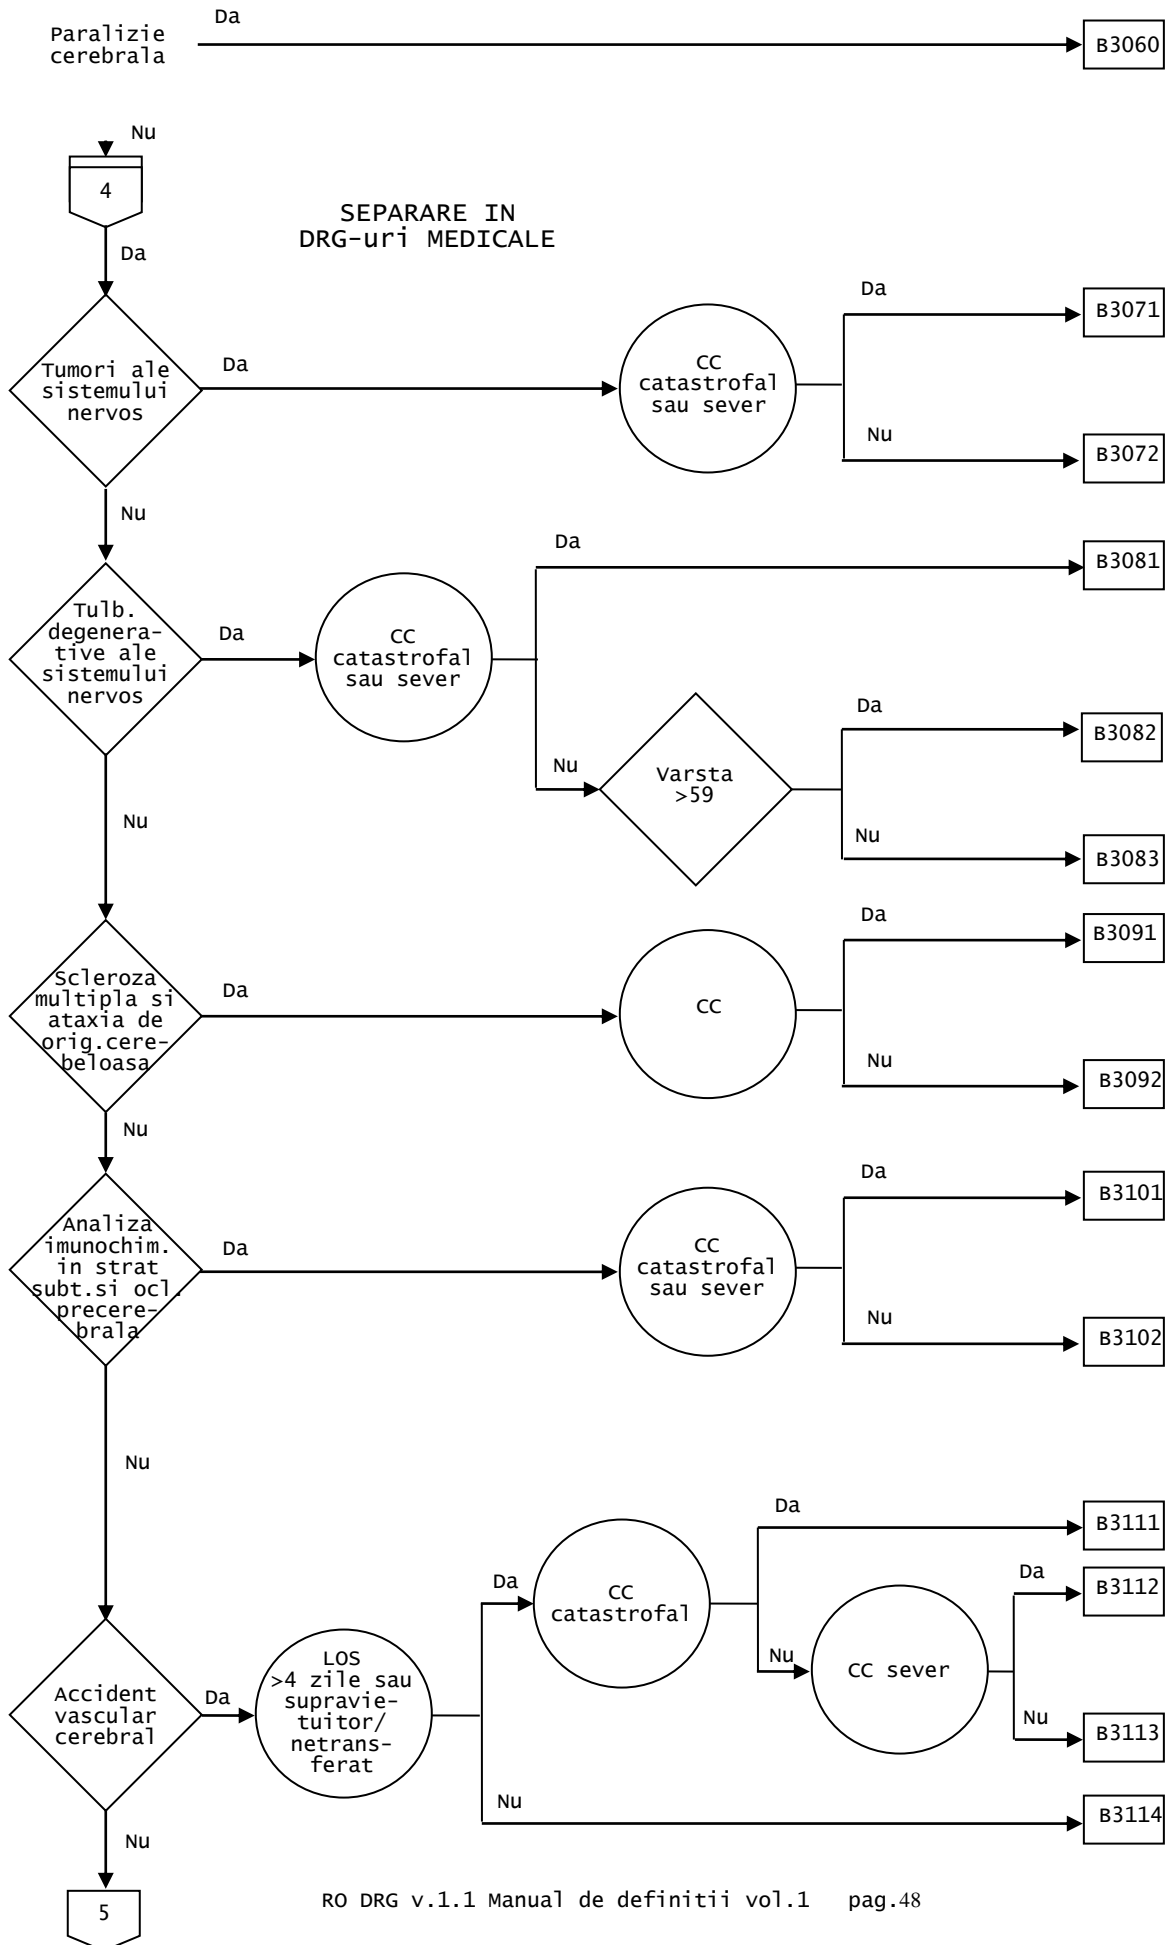 Da
Paralizie
cerebrala
B3060
Nu
4
SEPARARE IN
DRG-uri MEDICALE
Da
Da
B3071
Tumori ale
sistemului
nervos
Da
CC
catastrofal
sau sever
Nu
B3072
Nu
Da
B3081
Tulb.
degenera-
tive ale
sistemului
nervos
Da
CC
catastrofal
sau sever
Da
B3082
Nu
Varsta
>59
Nu
B3083
Nu
Da
B3091
Scleroza
multipla si
ataxia de
orig.cere-
beloasa
Da
CC
Nu
B3092
Nu
Da
B3101
Analiza
imunochim.
in strat
subt.si ocl.
precere-
brala
Da
CC
catastrofal
sau sever
Nu
B3102
Nu
Da
B3111
Da
CC
catastrofal
Da
B3112
Nu
CC sever
Accident
vascular
cerebral
Da
LOS
>4 zile sau
supravie-
tuitor/
netrans-
ferat
Nu
B3113
Nu
B3114
Nu
5
RO DRG v.1.1 Manual de definitii vol.1 pag.48